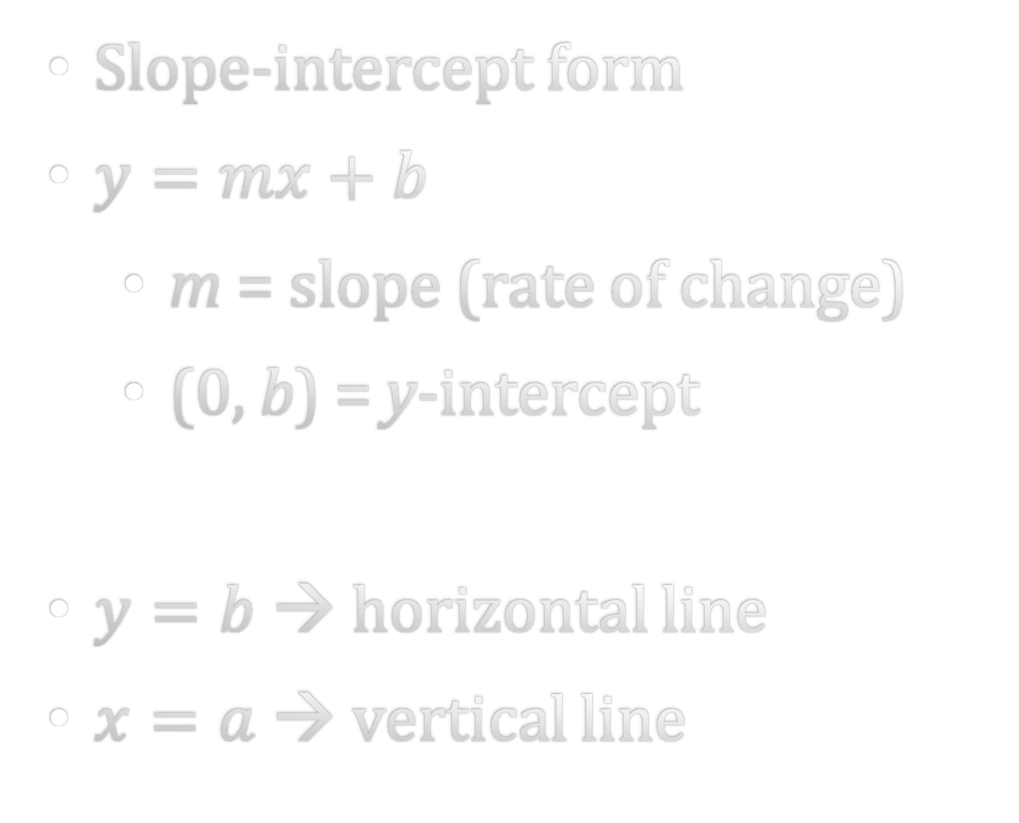 ◦ Slope-intercept form
◦ y = mx + b
◦ m = slope (rate of change)
◦ (0, b) = y-intercept
◦ y = b → horizontal line
◦ x = a → vertical line